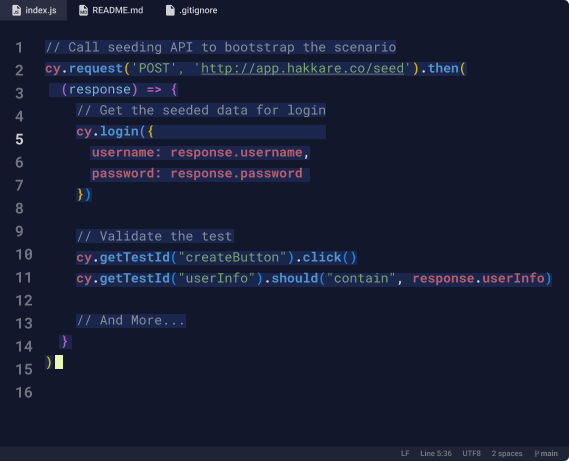 index.js README.md .gitignore
1 // Call seeding API to bootstrap the scenario
2 cy.request('POST', 'http://app.hakkare.co/seed').then(
3 (response) => {
4 // Get the seeded data for login
5 cy.login({
6 username: response.username,
7 password: response.password
8 })
9 // Validate the test
10 cy.getTestId("createButton").click()
11 cy.getTestId("userInfo").should("contain", response.userInfo)
12
13 // And More...
14 }
15 )
16
LF Line 5:36 UTF8 2 spaces main